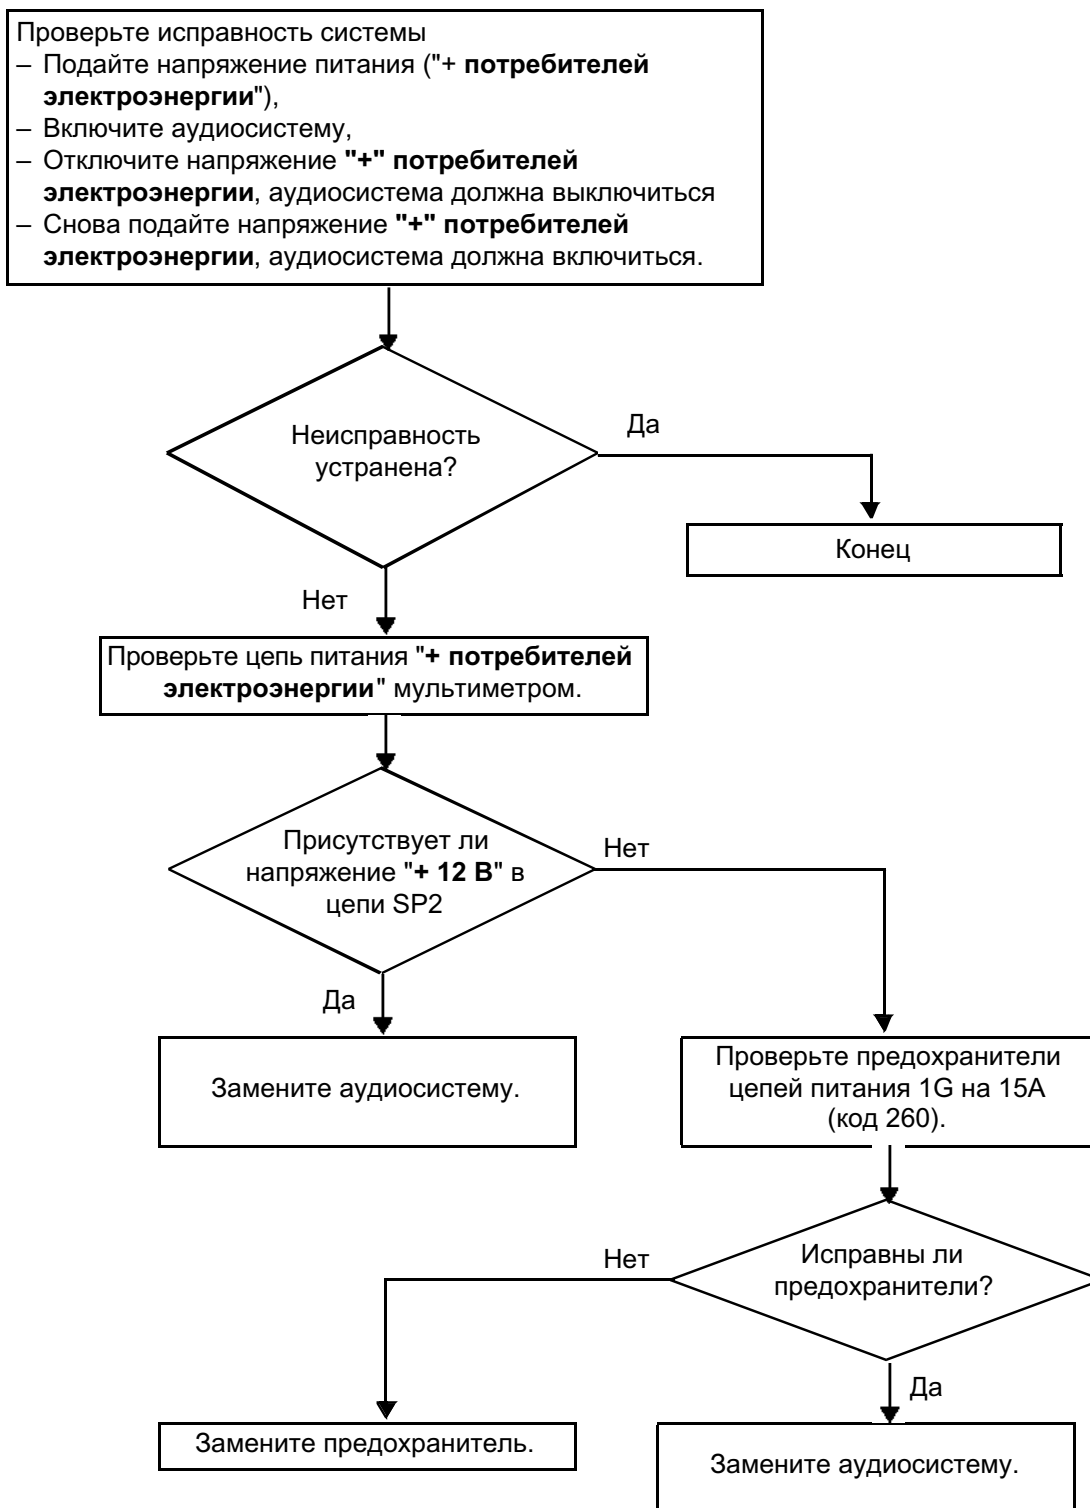 Проверьте исправность системы
– Подайте напряжение питания ("+ потребителей
электроэнергии"),
– Включите аудиосистему,
– Отключите напряжение "+" потребителей
электроэнергии, аудиосистема должна выключиться
– Снова подайте напряжение "+" потребителей
электроэнергии, аудиосистема должна включиться.
Неисправность
устранена?
Да
Конец
Нет
Проверьте цепь питания "+ потребителей
электроэнергии" мультиметром.
Присутствует ли
напряжение "+ 12 В" в
цепи SP2
Нет
Да
Замените аудиосистему.
Проверьте предохранители
цепей питания 1G на 15A
(код 260).
Исправны ли
предохранители?
Нет
Да
Замените предохранитель.
Замените аудиосистему.